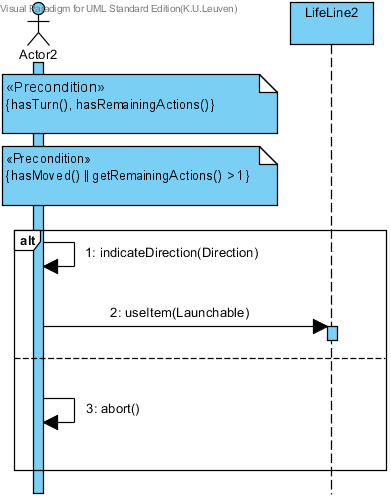 Visual Paradigm for UML Standard Edition(K.U.Leuven)
LifeLine2
Actor2
«Precondition»
{hasTurn(), hasRemainingActions()}
«Precondition»
{hasMoved() || getRemainingActions() > 1}
alt
1: indicateDirection(Direction)
2: useItem(Launchable)
3: abort()